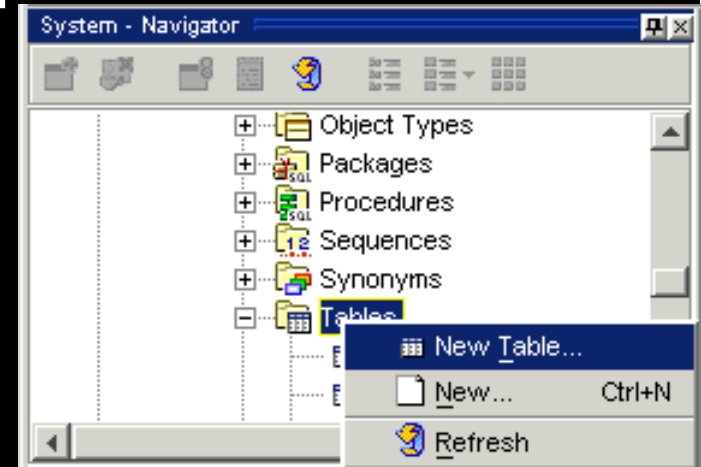 System - Navigator
Object Types
Packages
Procedures
Sequences
Synonyms
Tables
New Table...
New... Ctrl+N
Refresh